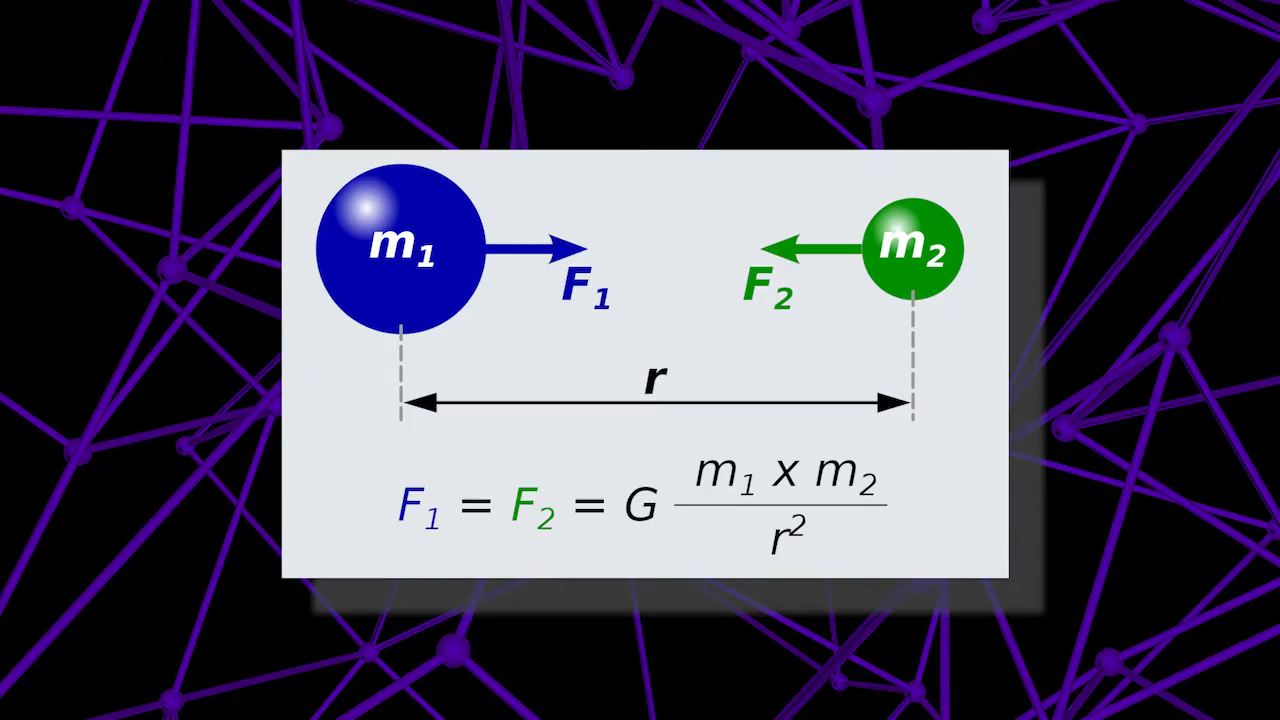 m₁ m₂
F₁ F₂
r
F₁ = F₂ = G (m₁ x m₂) / r²